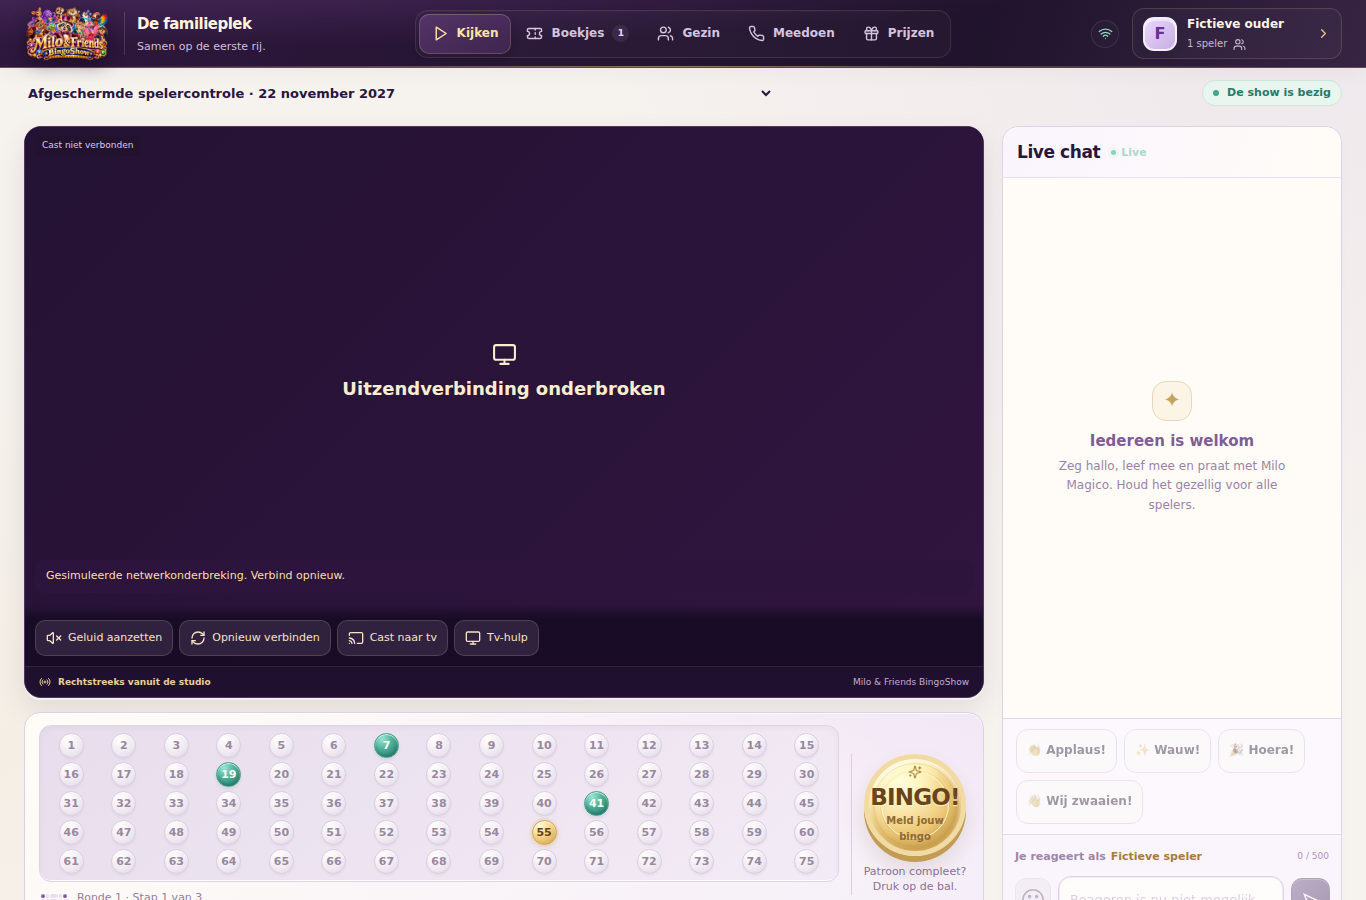 Milo & Friends
BingoShow
De familieplek
Samen op de eerste rij.
Kijken
Boekjes 1
Gezin
Meedoen
Prijzen
F
Fictieve ouder
1 speler
Afgeschermde spelercontrole · 22 november 2027
De show is bezig
Cast niet verbonden
Uitzendverbinding onderbroken
Gesimuleerde netwerkonderbreking. Verbind opnieuw.
Geluid aanzetten
Opnieuw verbinden
Cast naar tv
Tv-hulp
Rechtstreeks vanuit de studio
Milo & Friends BingoShow
Live chat
Live
Iedereen is welkom
Zeg hallo, leef mee en praat met Milo
Magico. Houd het gezellig voor alle
spelers.
👏 Applaus!
✨ Wauw!
🎉 Hoera!
👋 Wij zwaaien!
Je reageert als Fictieve speler
0 / 500
Reageren is nu niet mogelijk
1 2 3 4 5 6 7 8 9 10 11 12 13 14 15
16 17 18 19 20 21 22 23 24 25 26 27 28 29 30
31 32 33 34 35 36 37 38 39 40 41 42 43 44 45
46 47 48 49 50 51 52 53 54 55 56 57 58 59 60
61 62 63 64 65 66 67 68 69 70 71 72 73 74 75
BINGO!
Meld jouw
bingo
Patroon compleet?
Druk op de bal.
Ronde 1 · Stap 1 van 3